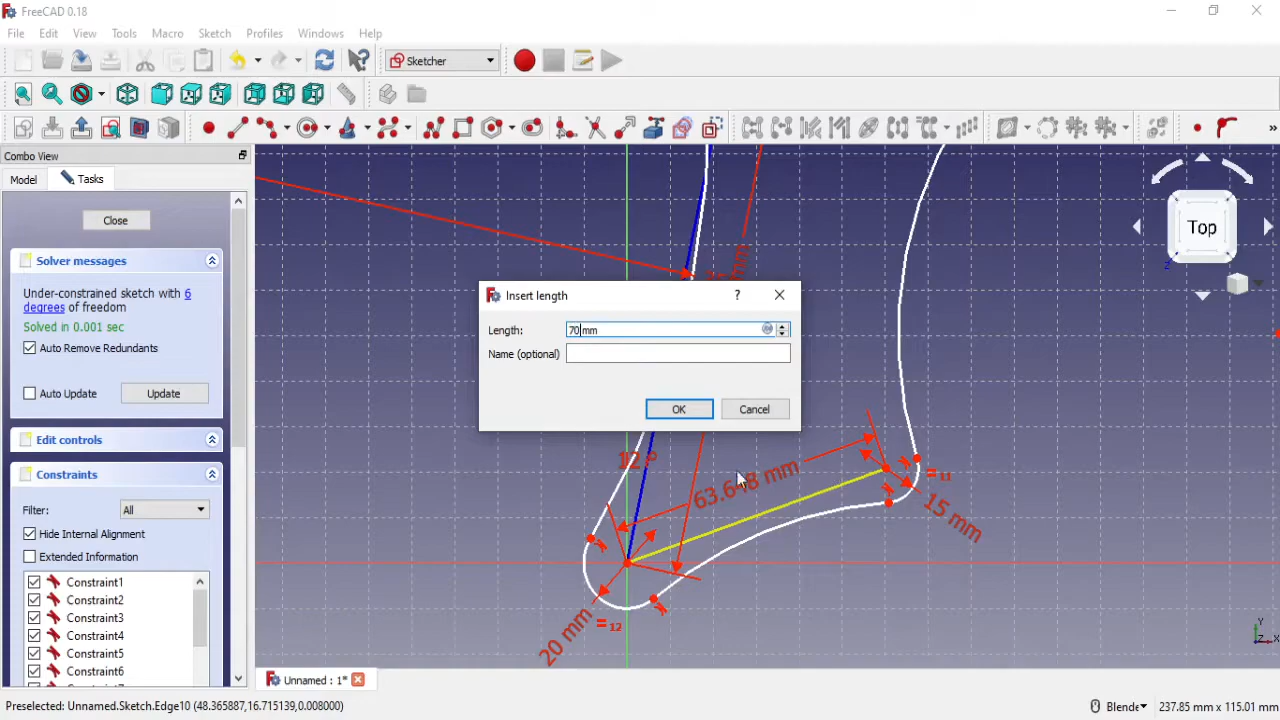 FreeCAD 0.18
File Edit View Tools Macro Sketch Profiles Windows Help
Sketcher
»
Combo View
Model Tasks
Top
Z
Close
Solver messages
Under-constrained sketch with 6
degrees of freedom
Solved in 0.001 sec
Auto Remove Redundants
Auto Update Update
Edit controls
Constraints
Filter: All
Hide Internal Alignment
Extended Information
Constraint1
Constraint2
Constraint3
Constraint4
Constraint5
Constraint6
Insert length
?
Length: 70 mm
Name (optional)
OK Cancel
12 °
63.648 mm
= 11
15 mm
= 12
20 mm
Y
Z X
Unnamed : 1*
Preselected: Unnamed.Sketch.Edge10 (48.365887,16.715139,0.008000)
Blende 237.85 mm x 115.01 mm